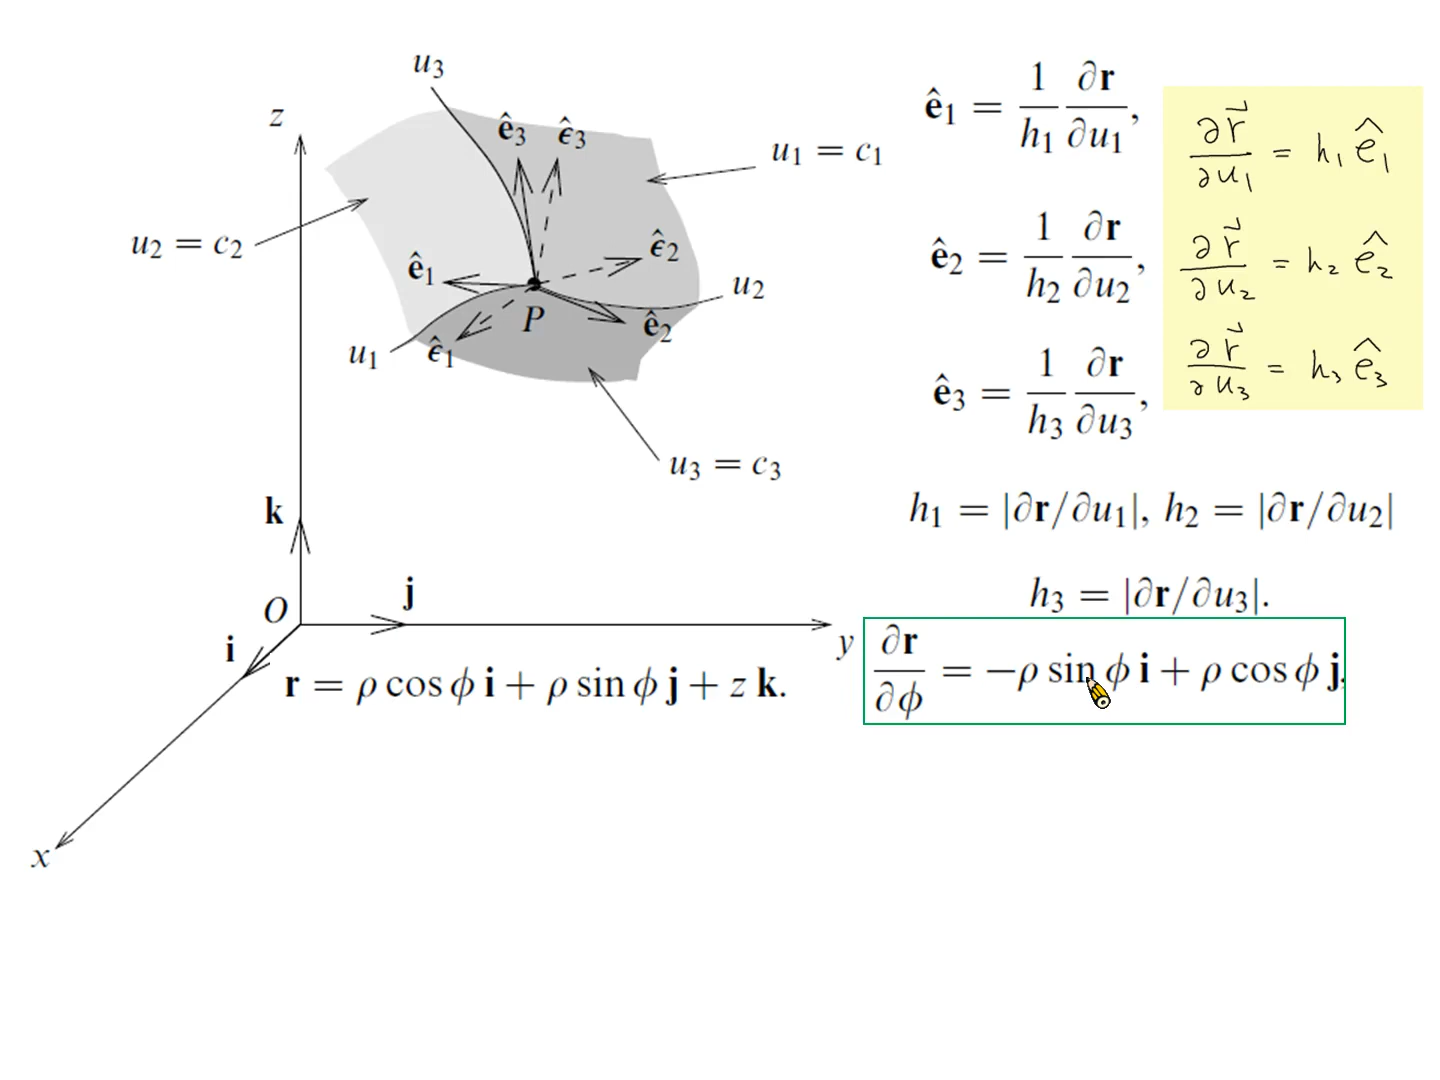 u₃
z
ê₃ ϵ̂₃
u₁ = c₁
u₂ = c₂
ê₁
ϵ̂₂
u₂
P
ê₂
u₁
ϵ̂₁
u₃ = c₃
k
j
O
i
y
r = ρ cos ϕ i + ρ sin ϕ j + z k.
x
ê₁ = 1/h₁ ∂r/∂u₁,
ê₂ = 1/h₂ ∂r/∂u₂,
ê₃ = 1/h₃ ∂r/∂u₃,
∂r⃗/∂u₁ = h₁ ê₁
∂r⃗/∂u₂ = h₂ ê₂
∂r⃗/∂u₃ = h₃ ê₃
h₁ = |∂r/∂u₁|, h₂ = |∂r/∂u₂|
h₃ = |∂r/∂u₃|.
∂r/∂ϕ = −ρ sin ϕ i + ρ cos ϕ j,